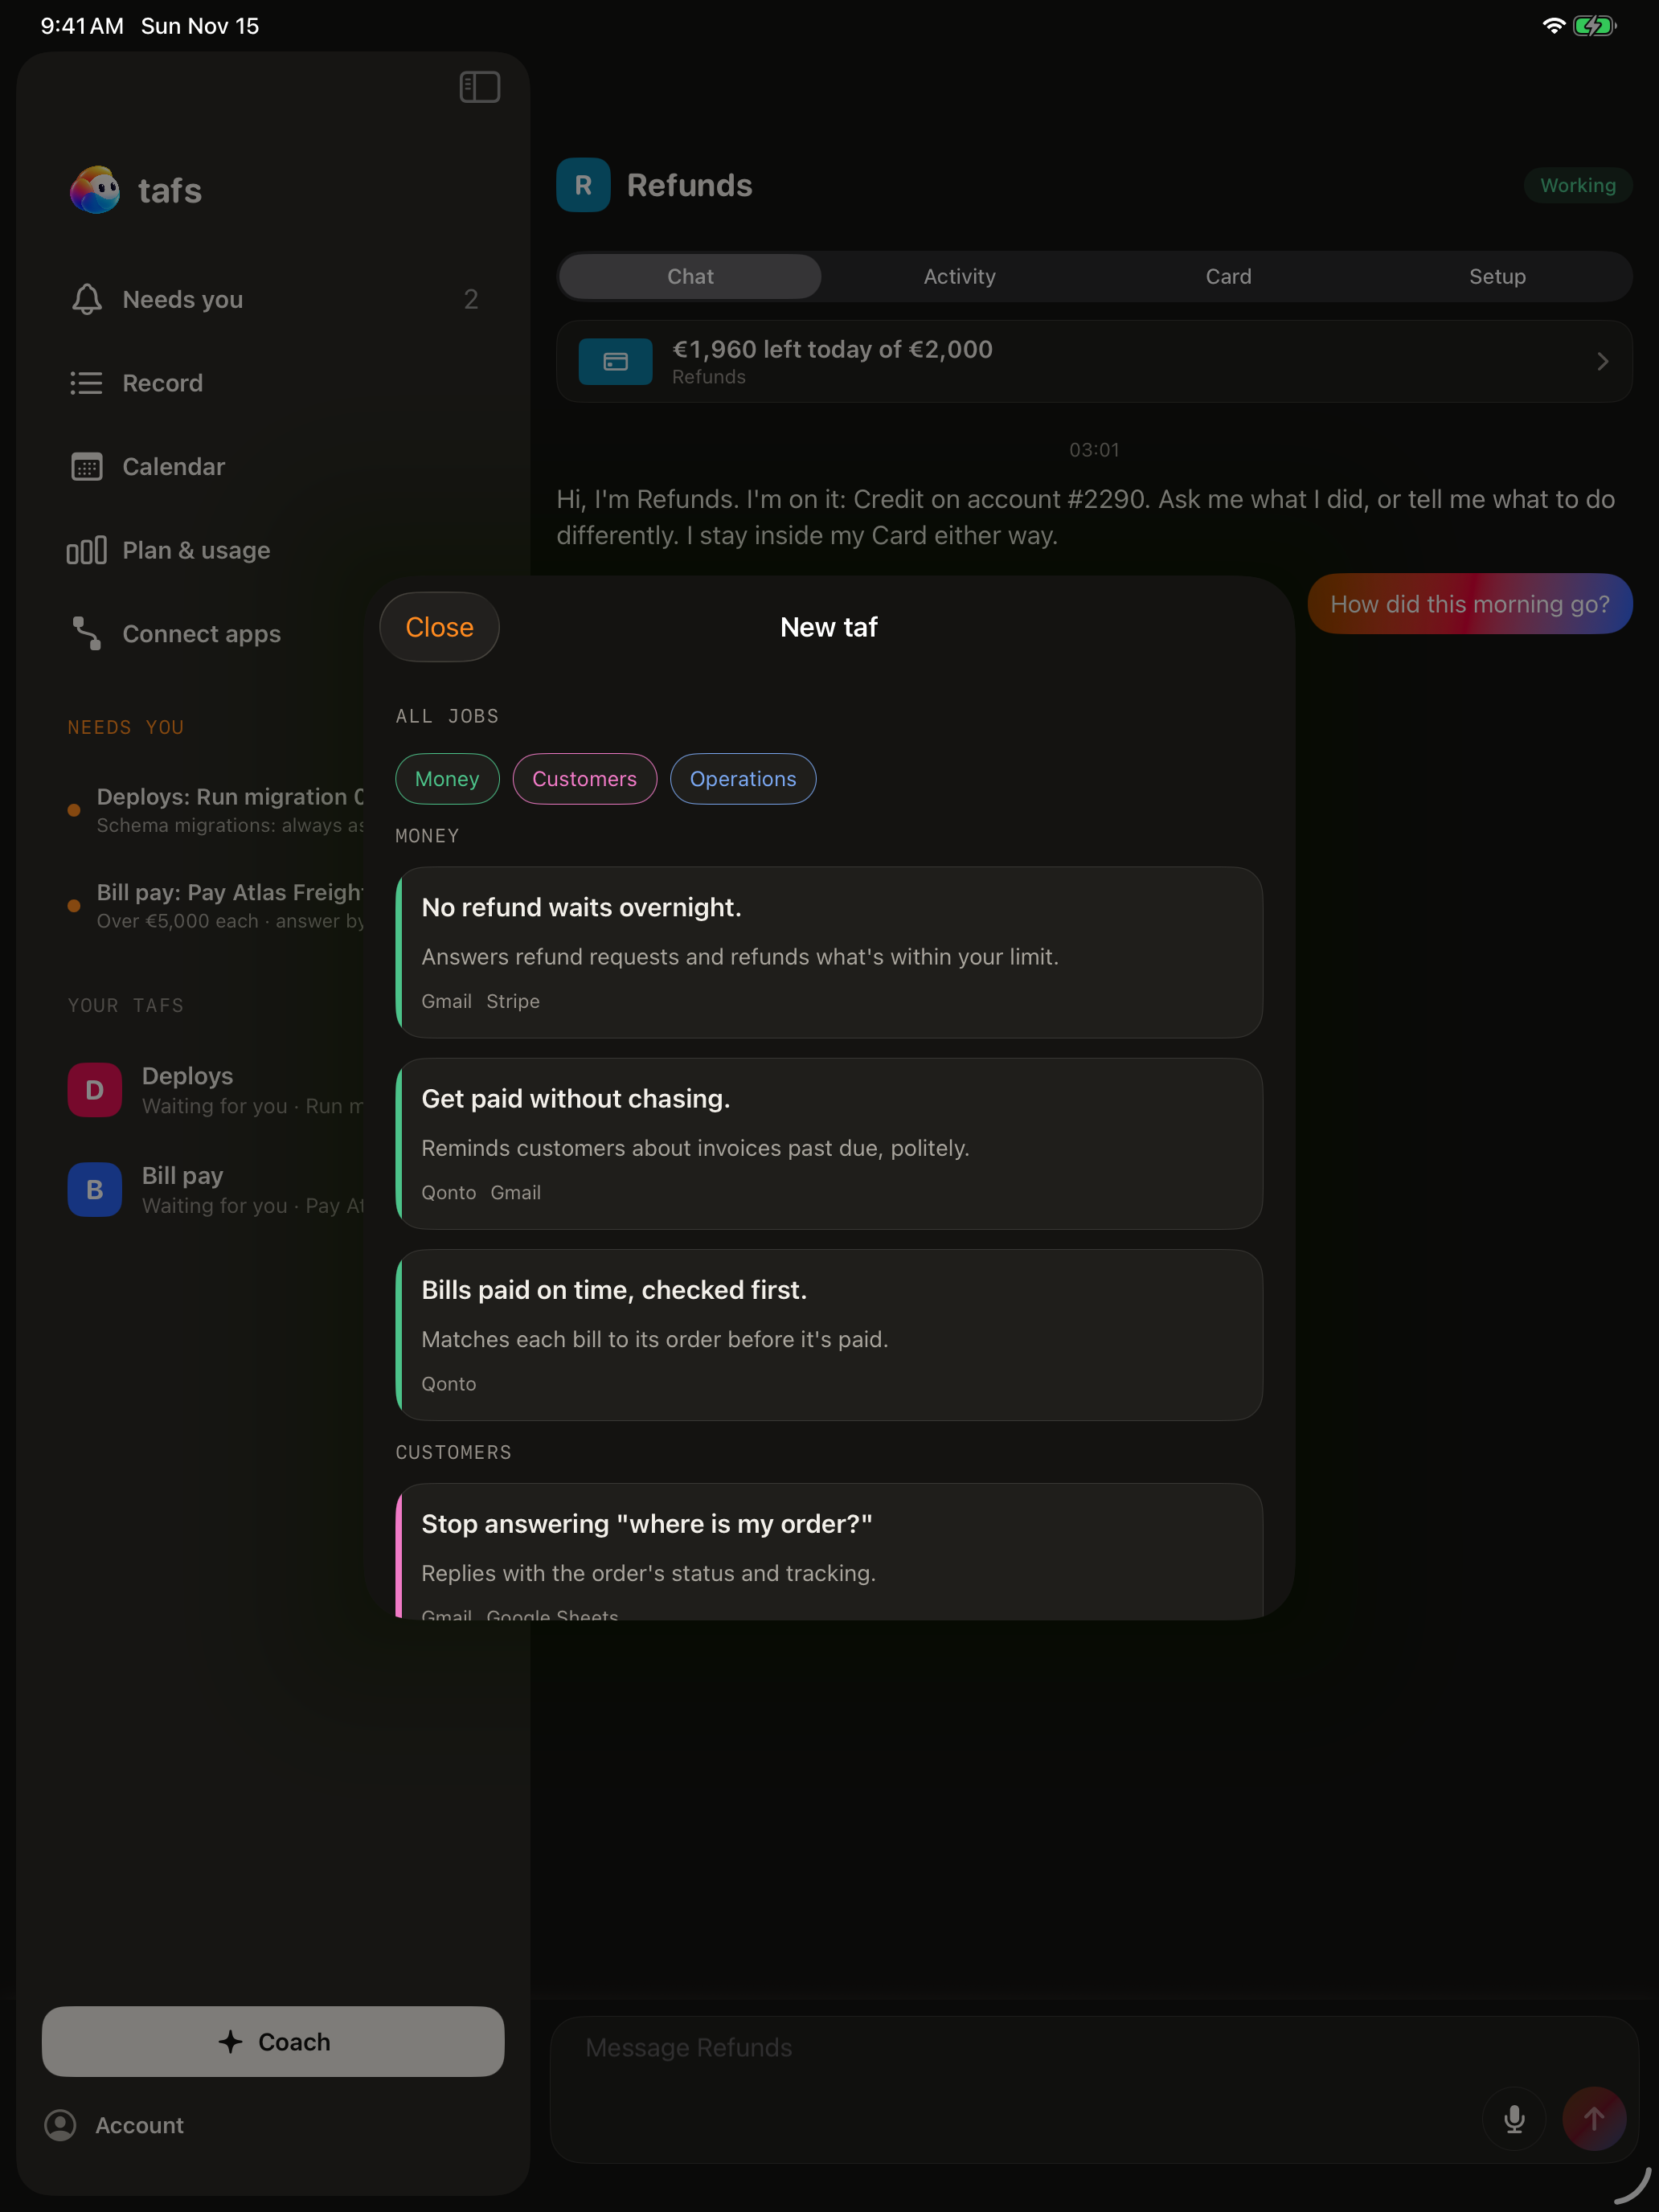 9:41 AM Sun Nov 15
tafs
Needs you 2
Record
Calendar
Plan & usage
Connect apps
NEEDS YOU
Deploys: Run migration
Schema migrations: always
Bill pay: Pay Atlas
Over €5,000 each · answer
YOUR TAFS
D
Deploys
Waiting for you · Run
B
Bill pay
Waiting for you · Pay
Coach
Account
R
Refunds
Working
Chat
Activity
Card
Setup
€1,960 left today of €2,000
Refunds
03:01
Hi, I'm Refunds. I'm on it: Credit on account #2290. Ask me what I did, or tell me what to do
differently. I stay inside my Card either way.
How did this morning go?
Close
New taf
ALL JOBS
Money
Customers
Operations
MONEY
No refund waits overnight.
Answers refund requests and refunds what's within your limit.
Gmail Stripe
Get paid without chasing.
Reminds customers about invoices past due, politely.
Qonto Gmail
Bills paid on time, checked first.
Matches each bill to its order before it's paid.
Qonto
CUSTOMERS
Stop answering "where is my order?"
Replies with the order's status and tracking.
Gmail Google Sheets
Message Refunds